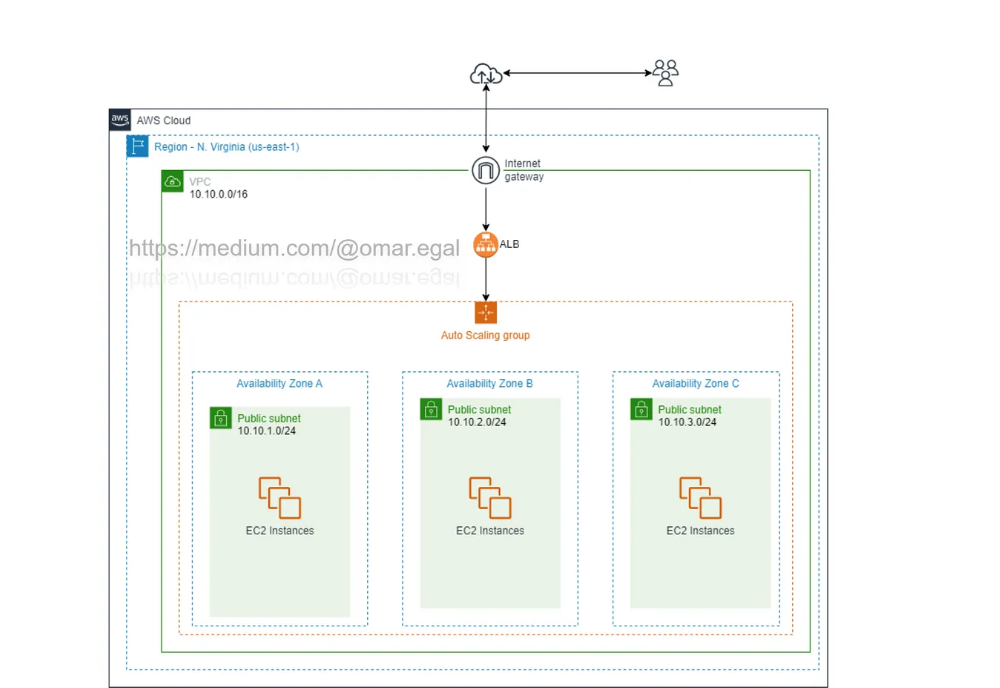 aws
AWS Cloud
Region - N. Virginia (us-east-1)
Internet
gateway
VPC
10.10.0.0/16
https://medium.com/@omar.egal
ALB
Auto Scaling group
Availability Zone A
Availability Zone B
Availability Zone C
Public subnet
10.10.1.0/24
Public subnet
10.10.2.0/24
Public subnet
10.10.3.0/24
EC2 Instances
EC2 Instances
EC2 Instances